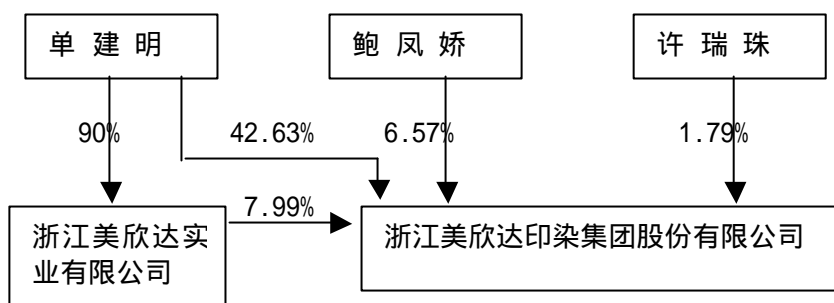 单建明
鲍凤娇
许瑞珠
90%
42.63%
6.57%
1.79%
7.99%
浙江美欣达实
业有限公司
浙江美欣达印染集团股份有限公司